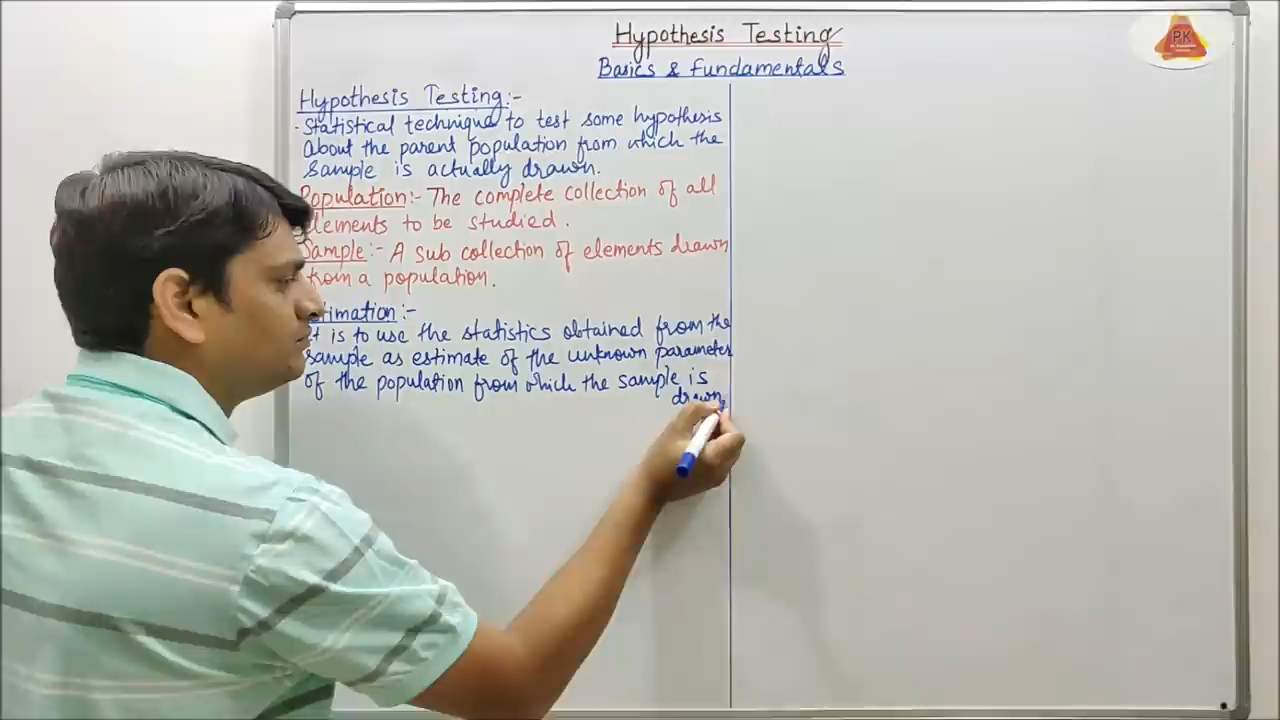 Hypothesis Testing
Basics & Fundamentals
PK
Hypothesis Testing:-
- Statistical technique to test some hypothesis
about the parent population from which the
Sample is actually drawn.
Population:- The complete collection of all
elements to be studied.
Sample:- A sub collection of elements drawn
from a population.
Estimation:-
It is to use the statistics obtained from the
sample as estimate of the unknown parameter
of the population from which the sample is
drawn